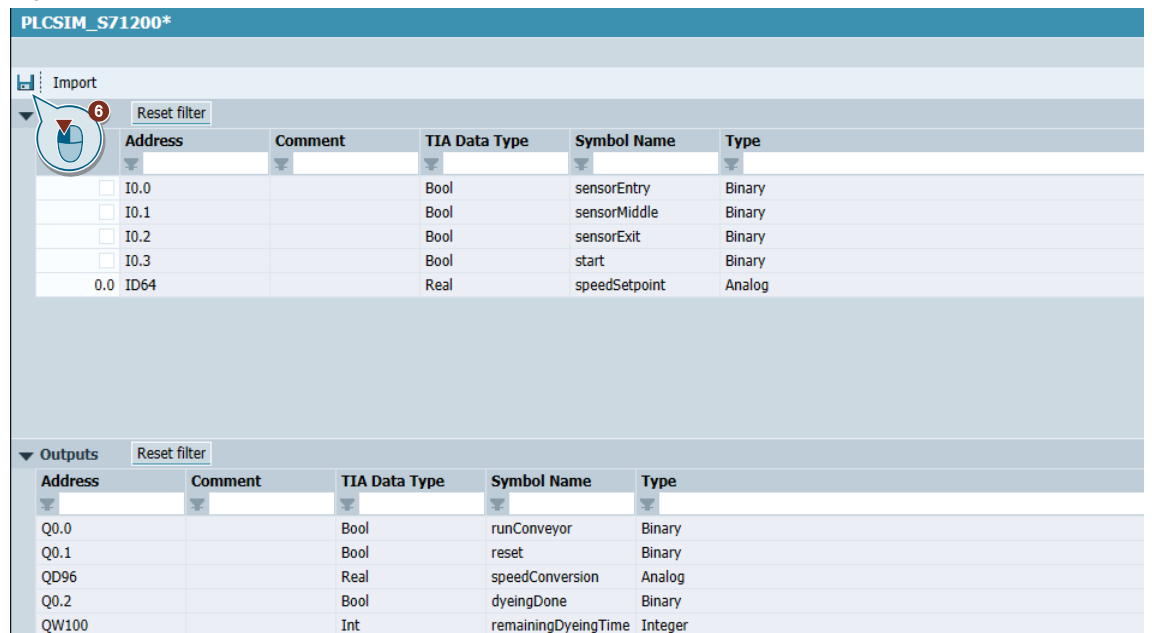 PLCSIM_S71200*
Import
6
Reset filter
Address Comment TIA Data Type Symbol Name Type
I0.0 Bool sensorEntry Binary
I0.1 Bool sensorMiddle Binary
I0.2 Bool sensorExit Binary
I0.3 Bool start Binary
0.0 ID64 Real speedSetpoint Analog
Outputs Reset filter
Address Comment TIA Data Type Symbol Name Type
Q0.0 Bool runConveyor Binary
Q0.1 Bool reset Binary
QD96 Real speedConversion Analog
Q0.2 Bool dyeingDone Binary
QW100 Int remainingDyeingTime Integer